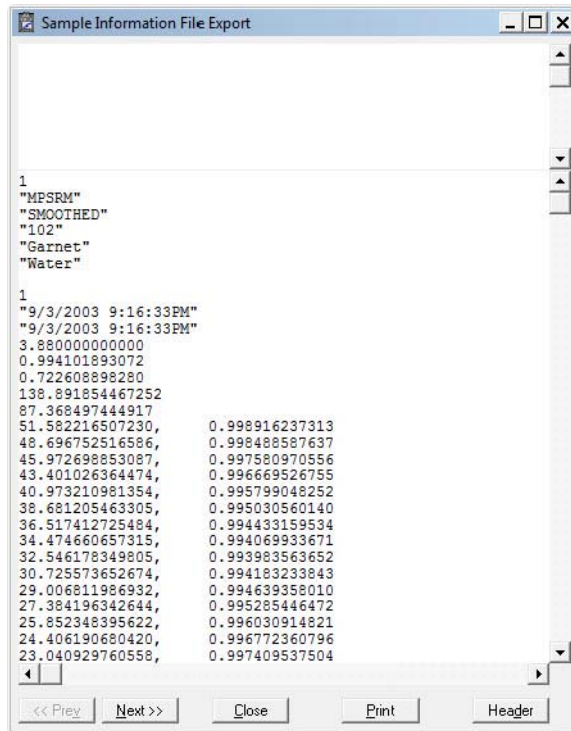 Sample Information File Export
1
"MPSRM"
"SMOOTHED"
"102"
"Garnet"
"Water"
1
"9/3/2003 9:16:33PM"
"9/3/2003 9:16:33PM"
3.880000000000
0.994101893072
0.722608898280
138.891854467252
87.368497444917
51.582216507230, 0.998916237313
48.696752516586, 0.998488587637
45.972698853087, 0.997580970556
43.401026364474, 0.996669526755
40.973210981354, 0.995799048252
38.681205463305, 0.995030560140
36.517412725484, 0.994433159534
34.474660657315, 0.994069933671
32.546178349805, 0.993983563652
30.725573652674, 0.994183233843
29.006811986932, 0.994639358010
27.384196342644, 0.995285446472
25.852348395622, 0.996030914821
24.406190680420, 0.996772360796
23.040929760558, 0.997409537504
<< Prev Next >> Close Print Header